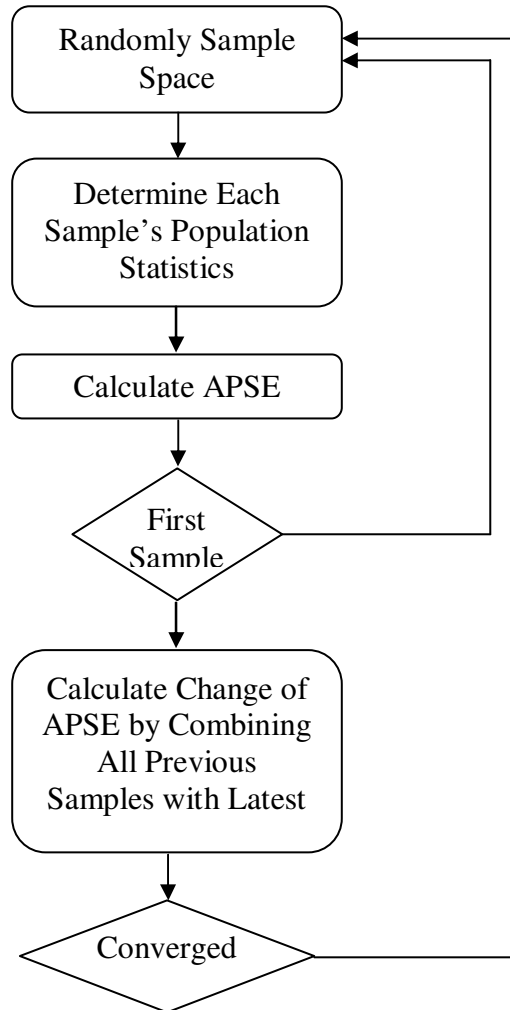 Randomly Sample
Space
Determine Each
Sample's Population
Statistics
Calculate APSE
First
Sample
Calculate Change of
APSE by Combining
All Previous
Samples with Latest
Converged